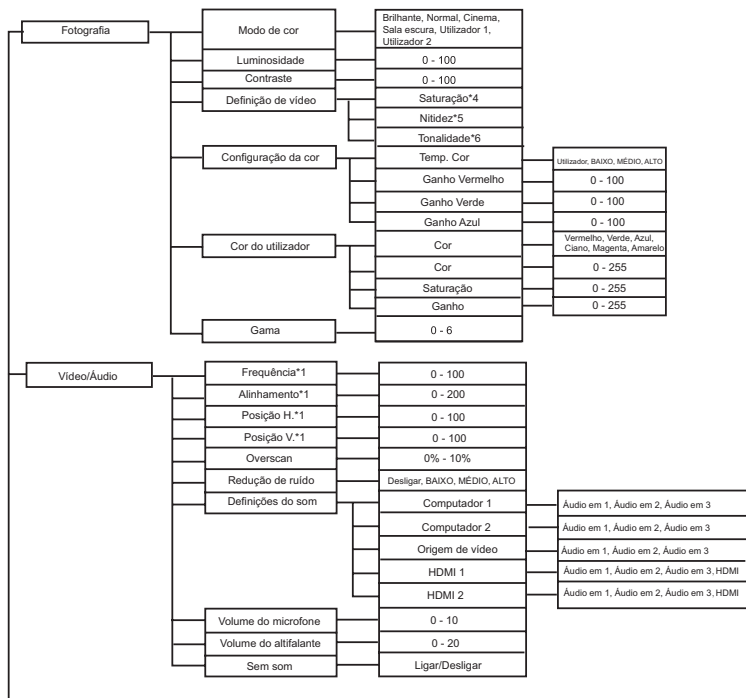 Fotografia
Modo de cor
Brilhante, Normal, Cinema,
Sala escura, Utilizador 1,
Utilizador 2
Luminosidade
0 - 100
Contraste
0 - 100
Definição de vídeo
Saturação*4
Nitidez*5
Tonalidade*6
Configuração da cor
Temp. Cor
Utilizador, BAIXO, MÉDIO, ALTO
Ganho Vermelho
0 - 100
Ganho Verde
0 - 100
Ganho Azul
0 - 100
Cor do utilizador
Cor
Vermelho, Verde, Azul,
Ciano, Magenta, Amarelo
Cor
0 - 255
Saturação
0 - 255
Ganho
0 - 255
Gama
0 - 6
Vídeo/Áudio
Frequência*1
0 - 100
Alinhamento*1
0 - 200
Posição H.*1
0 - 100
Posição V.*1
0 - 100
Overscan
0% - 10%
Redução de ruído
Desligar, BAIXO, MÉDIO, ALTO
Definições do som
Computador 1
Áudio em 1, Áudio em 2, Áudio em 3
Computador 2
Áudio em 1, Áudio em 2, Áudio em 3
Origem de vídeo
Áudio em 1, Áudio em 2, Áudio em 3
HDMI 1
Áudio em 1, Áudio em 2, Áudio em 3, HDMI
HDMI 2
Áudio em 1, Áudio em 2, Áudio em 3, HDMI
Volume do microfone
0 - 10
Volume do altifalante
0 - 20
Sem som
Ligar/Desligar